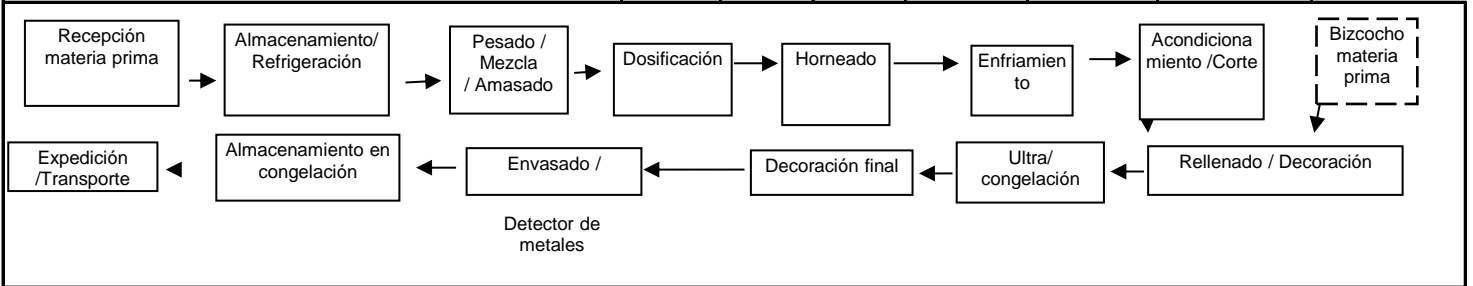 Recepción
materia prima
Almacenamiento/
Refrigeración
Pesado /
Mezcla
/ Amasado
Dosificación
Horneado
Enfriamien
to
Acondiciona
miento /Corte
Bizcocho
materia
prima
Expedición
/Transporte
Almacenamiento en
congelación
Envasado /
Decoración final
Ultra/
congelación
Rellenado / Decoración
Detector de
metales